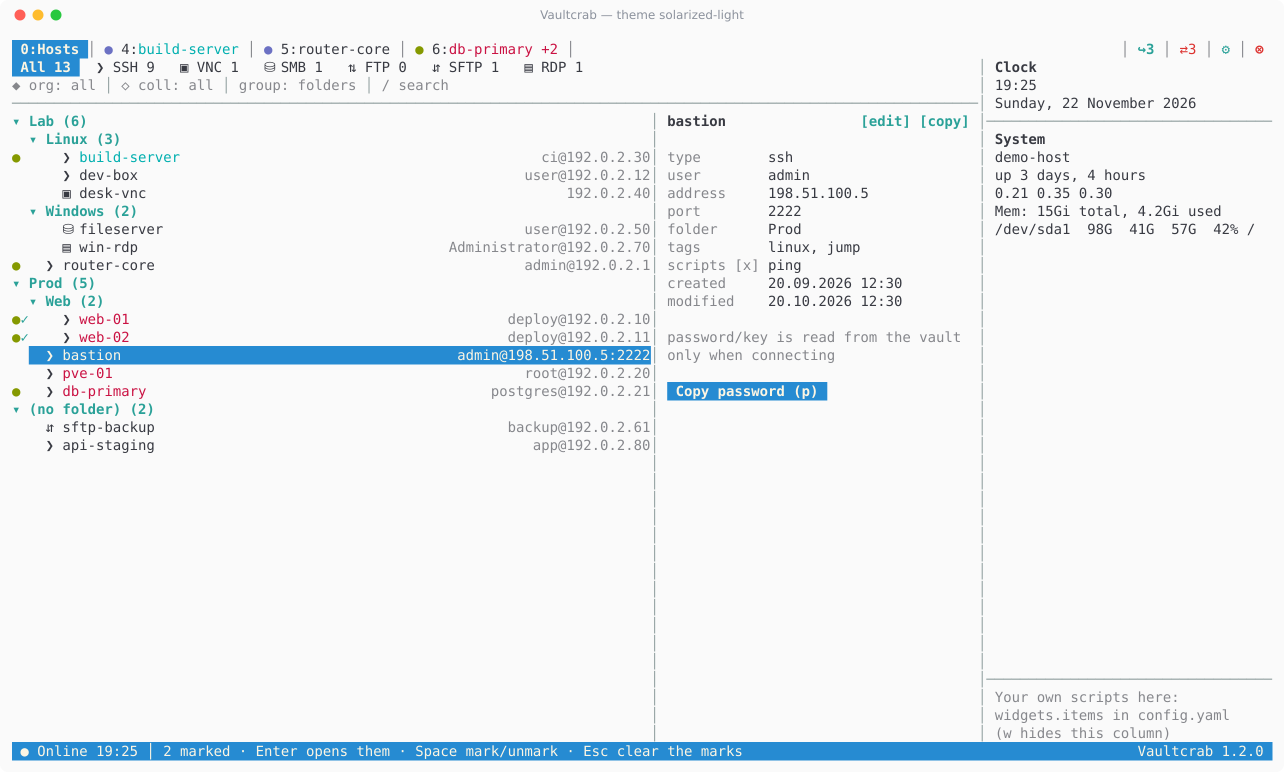 Vaultcrab — theme solarized-light
0:Hosts │ ● 4:build-server │ ● 5:router-core │ ● 6:db-primary +2 │ │ ↪3 │ ⇄3 │ ⚙ │ ⊗
All 13 ❯ SSH 9 ▣ VNC 1 ⛁ SMB 1 ⇅ FTP 0 ⇵ SFTP 1 ▤ RDP 1
◆ org: all │ ◇ coll: all │ group: folders │ / search
▾ Lab (6)
▾ Linux (3)
● ❯ build-server ci@192.0.2.30
❯ dev-box user@192.0.2.12
▣ desk-vnc 192.0.2.40
▾ Windows (2)
⛁ fileserver user@192.0.2.50
▤ win-rdp Administrator@192.0.2.70
● ❯ router-core admin@192.0.2.1
▾ Prod (5)
▾ Web (2)
●✓ ❯ web-01 deploy@192.0.2.10
●✓ ❯ web-02 deploy@192.0.2.11
❯ bastion admin@198.51.100.5:2222
❯ pve-01 root@192.0.2.20
● ❯ db-primary postgres@192.0.2.21
▾ (no folder) (2)
⇵ sftp-backup backup@192.0.2.61
❯ api-staging app@192.0.2.80
bastion [edit] [copy]
type ssh
user admin
address 198.51.100.5
port 2222
folder Prod
tags linux, jump
scripts [x] ping
created 20.09.2026 12:30
modified 20.10.2026 12:30
password/key is read from the vault
only when connecting
Copy password (p)
Clock
19:25
Sunday, 22 November 2026
System
demo-host
up 3 days, 4 hours
0.21 0.35 0.30
Mem: 15Gi total, 4.2Gi used
/dev/sda1 98G 41G 57G 42% /
Your own scripts here:
widgets.items in config.yaml
(w hides this column)
● Online 19:25 │ 2 marked · Enter opens them · Space mark/unmark · Esc clear the marks Vaultcrab 1.2.0